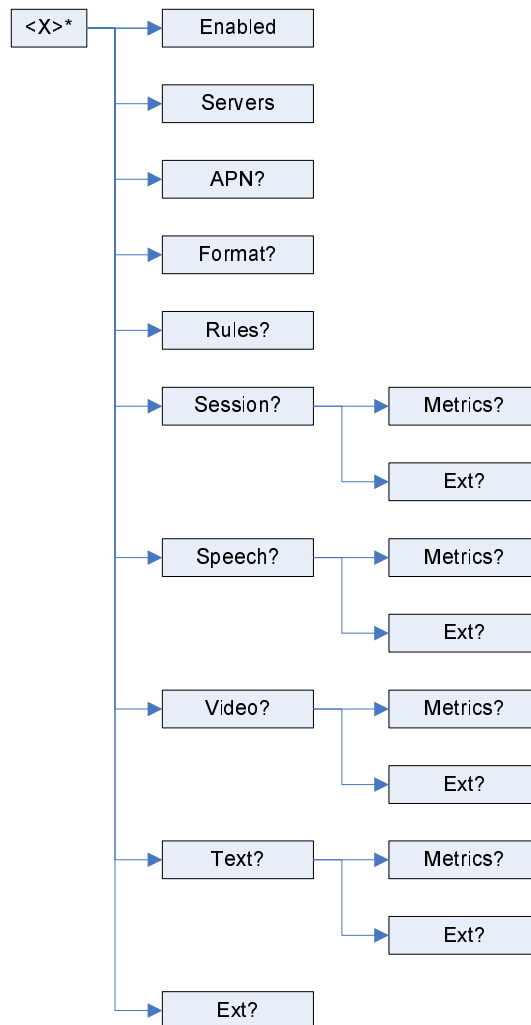 <X>*
Enabled
Servers
APN?
Format?
Rules?
Session?
Metrics?
Ext?
Speech?
Metrics?
Ext?
Video?
Metrics?
Ext?
Text?
Metrics?
Ext?
Ext?